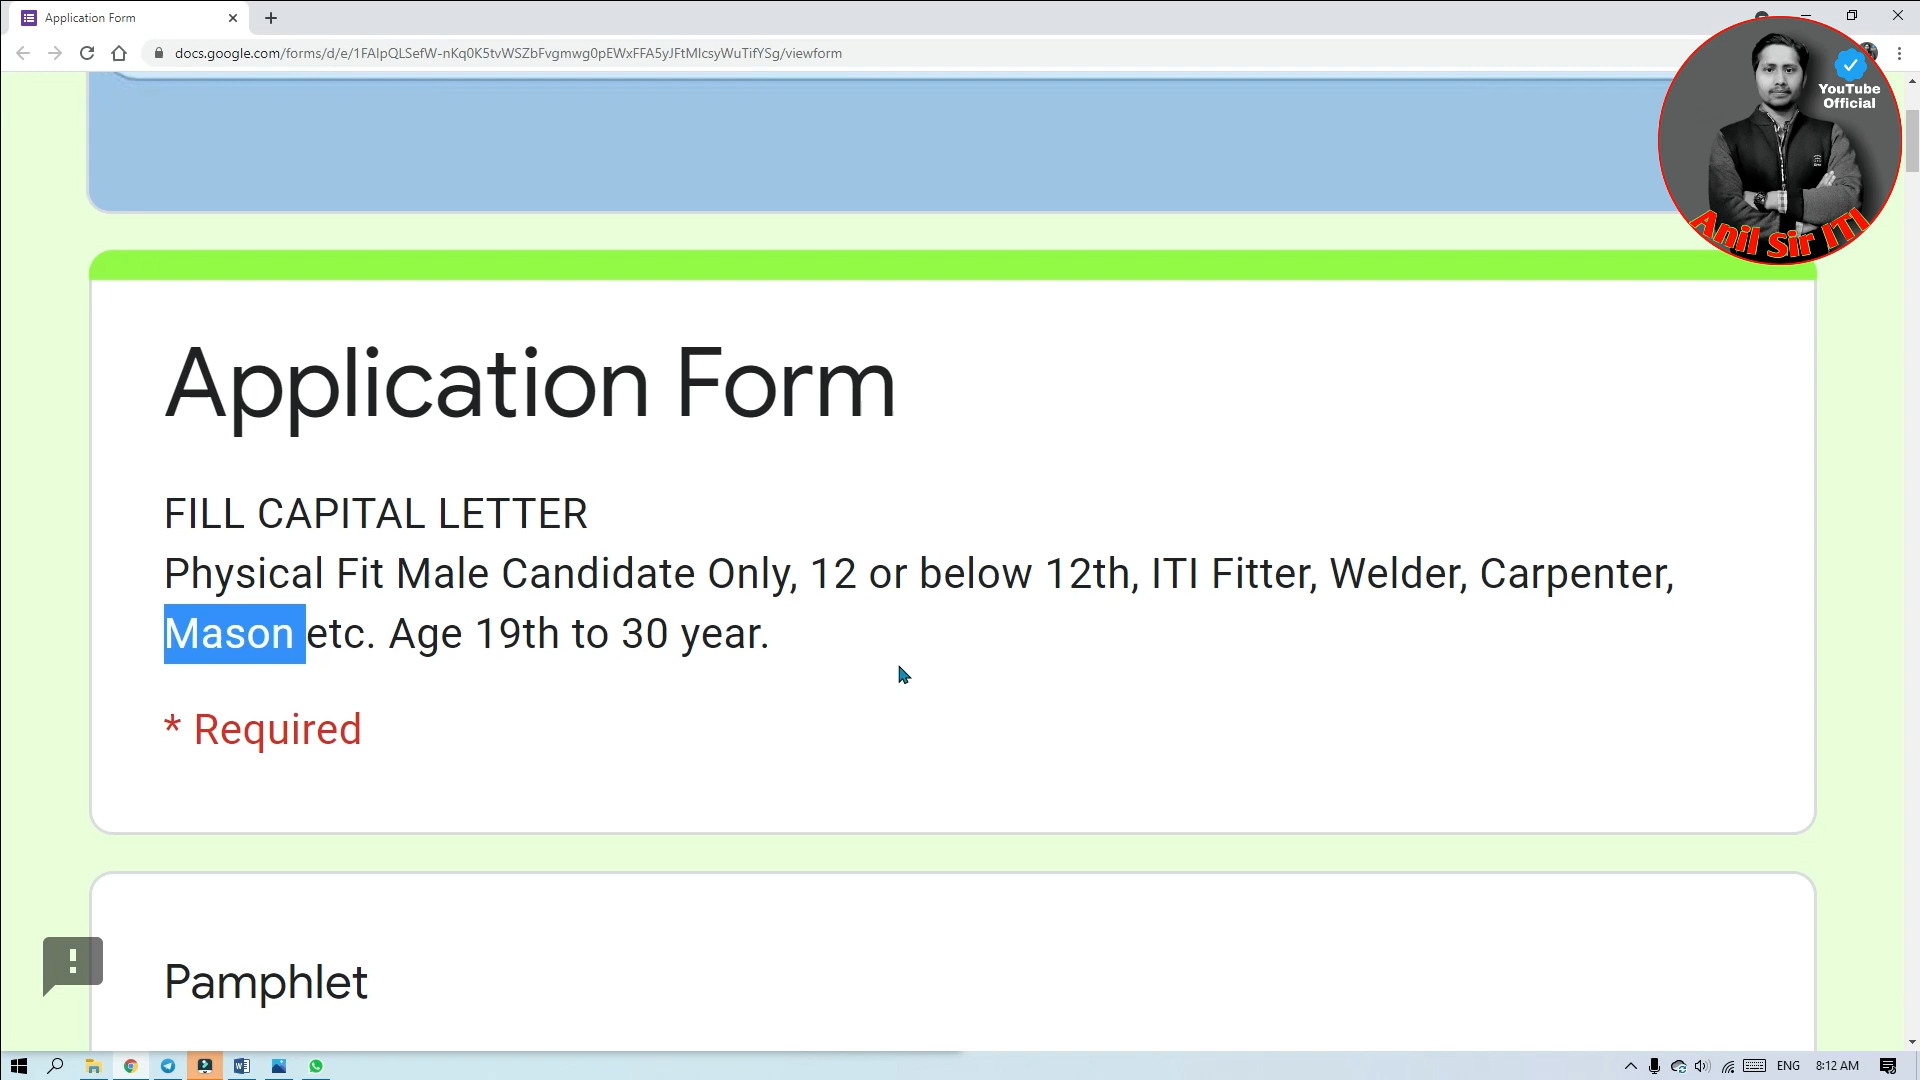 Application Form
docs.google.com/forms/d/e/1FAIpQLSefW-nKq0K5tvWSZbFvgmwg0pEWxFFA5yJFtMlcsyWuTifYSg/viewform
YouTube
Official
Anil Sir ITI
Application Form
FILL CAPITAL LETTER
Physical Fit Male Candidate Only, 12 or below 12th, ITI Fitter, Welder, Carpenter,
Mason etc. Age 19th to 30 year.
* Required
Pamphlet
ENG
8:12 AM